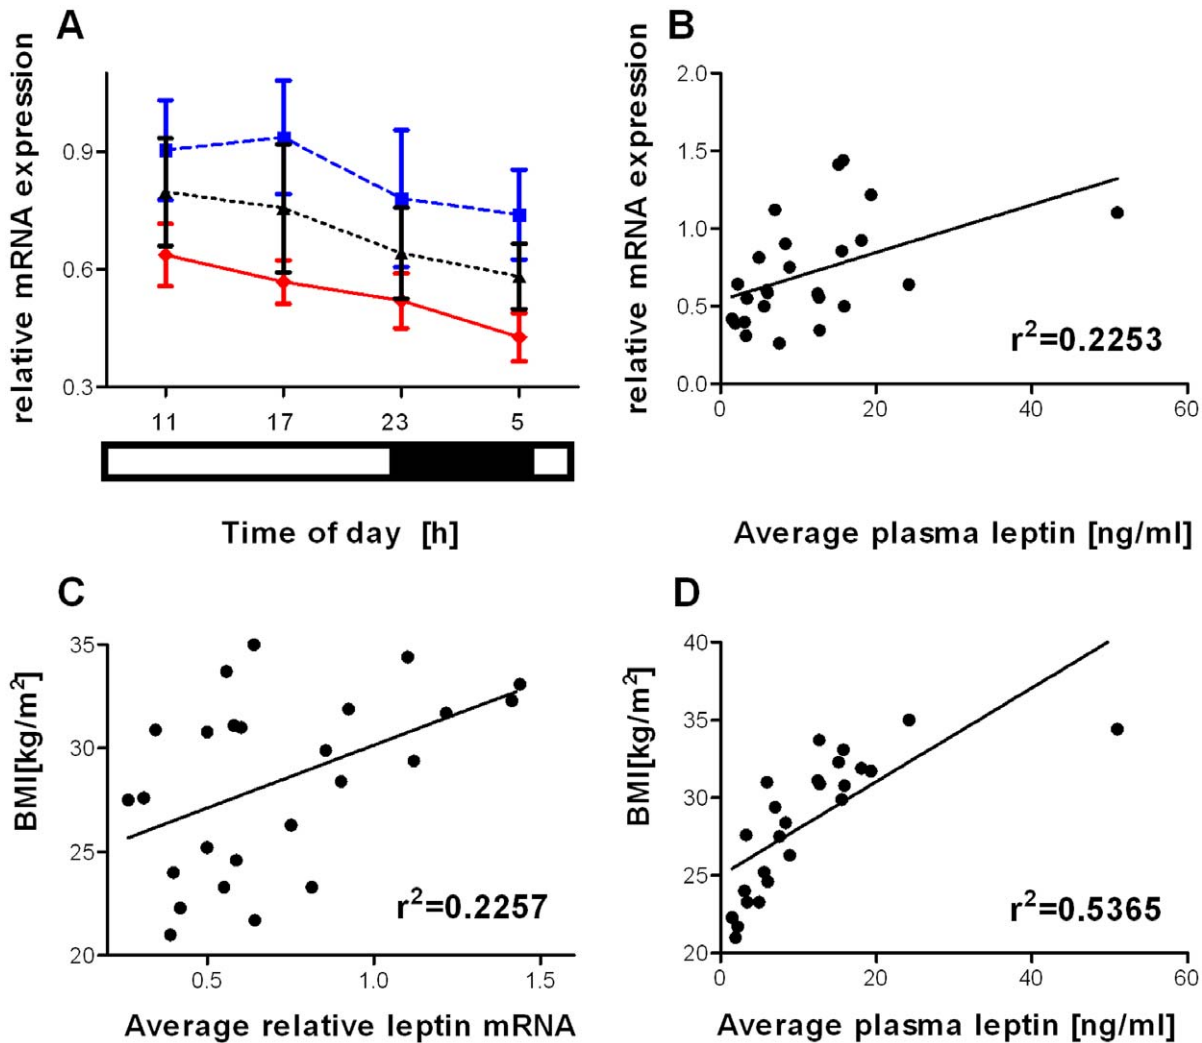 A
relative mRNA expression
0.9
0.6
0.3
11 17 23 5
Time of day [h]
B
relative mRNA expression
2.0
1.5
1.0
0.5
0.0
r²=0.2253
0 20 40 60
Average plasma leptin [ng/ml]
C
BMI[kg/m²]
35
30
25
20
r²=0.2257
0.5 1.0 1.5
Average relative leptin mRNA
D
BMI[kg/m²]
40
35
30
25
20
r²=0.5365
0 20 40 60
Average plasma leptin [ng/ml]